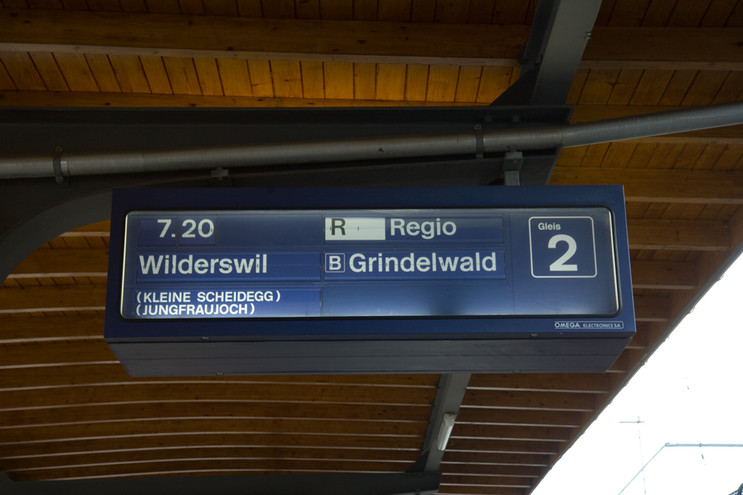 7.20 R Regio
Wilderswil B Grindelwald
(KLEINE SCHEIDEGG)
(JUNGFRAUJOCH)
Gleis
2
OMEGA ELECTRONICS S.A.